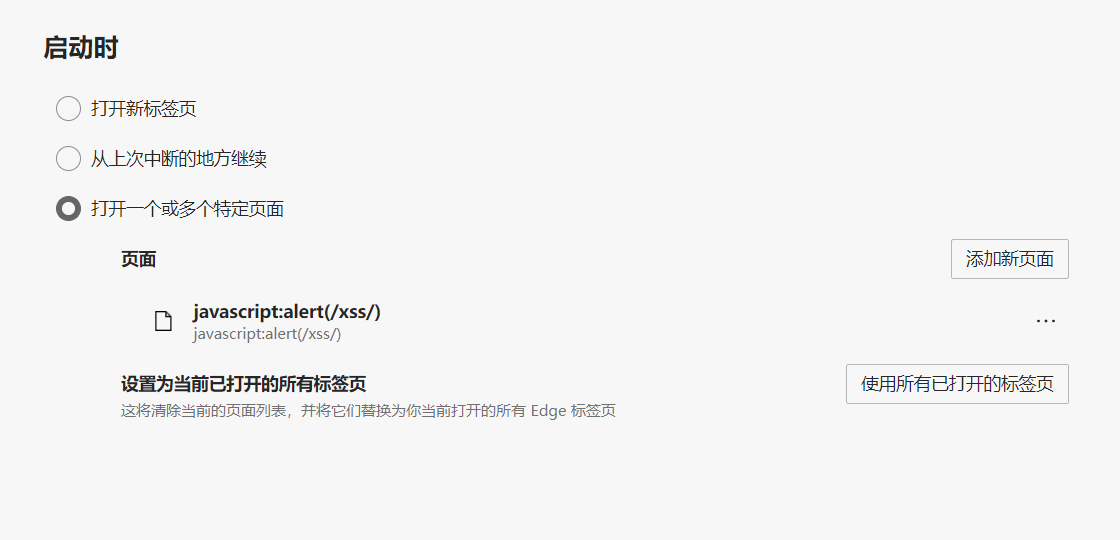 启动时
打开新标签页
从上次中断的地方继续
打开一个或多个特定页面
页面
添加新页面
javascript:alert(/xss/)
javascript:alert(/xss/)
设置为当前已打开的所有标签页
使用所有已打开的标签页
这将清除当前的页面列表，并将它们替换为你当前打开的所有 Edge 标签页